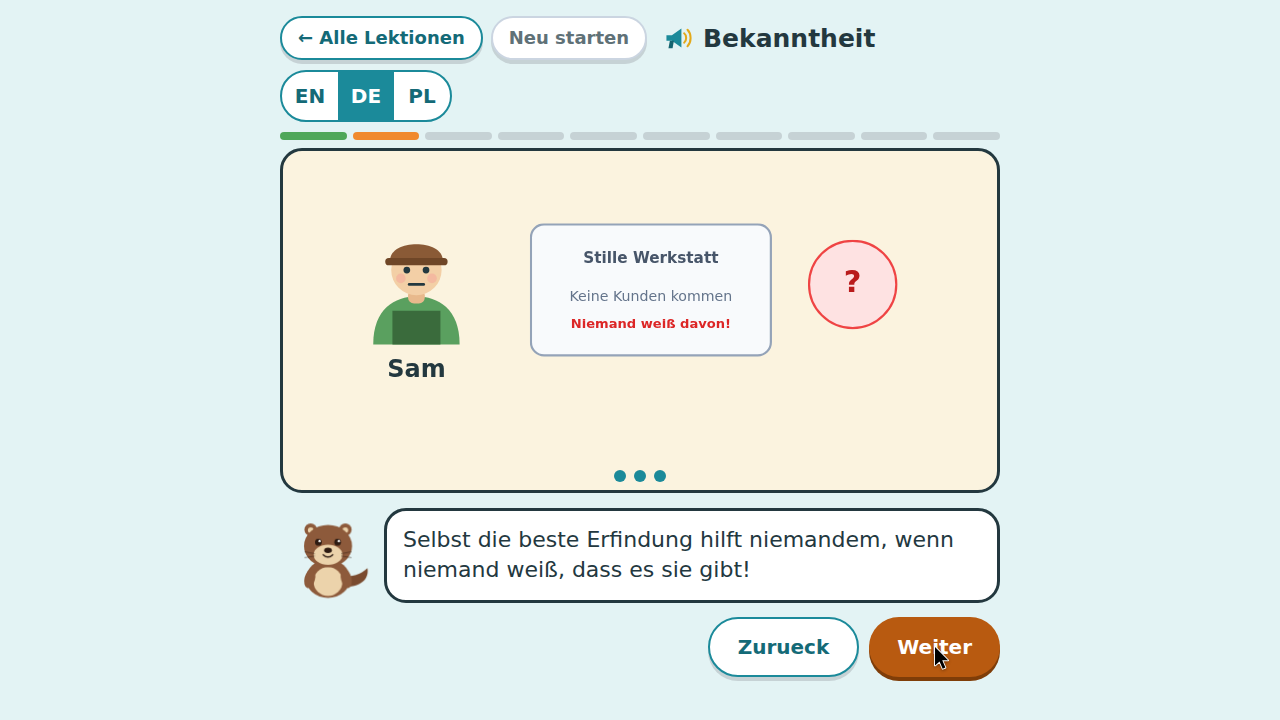 ← Alle Lektionen
Neu starten
Bekanntheit
EN
DE
PL
Stille Werkstatt
Keine Kunden kommen
Niemand weiß davon!
?
Sam
Selbst die beste Erfindung hilft niemandem, wenn
niemand weiß, dass es sie gibt!
Zurueck
Weiter